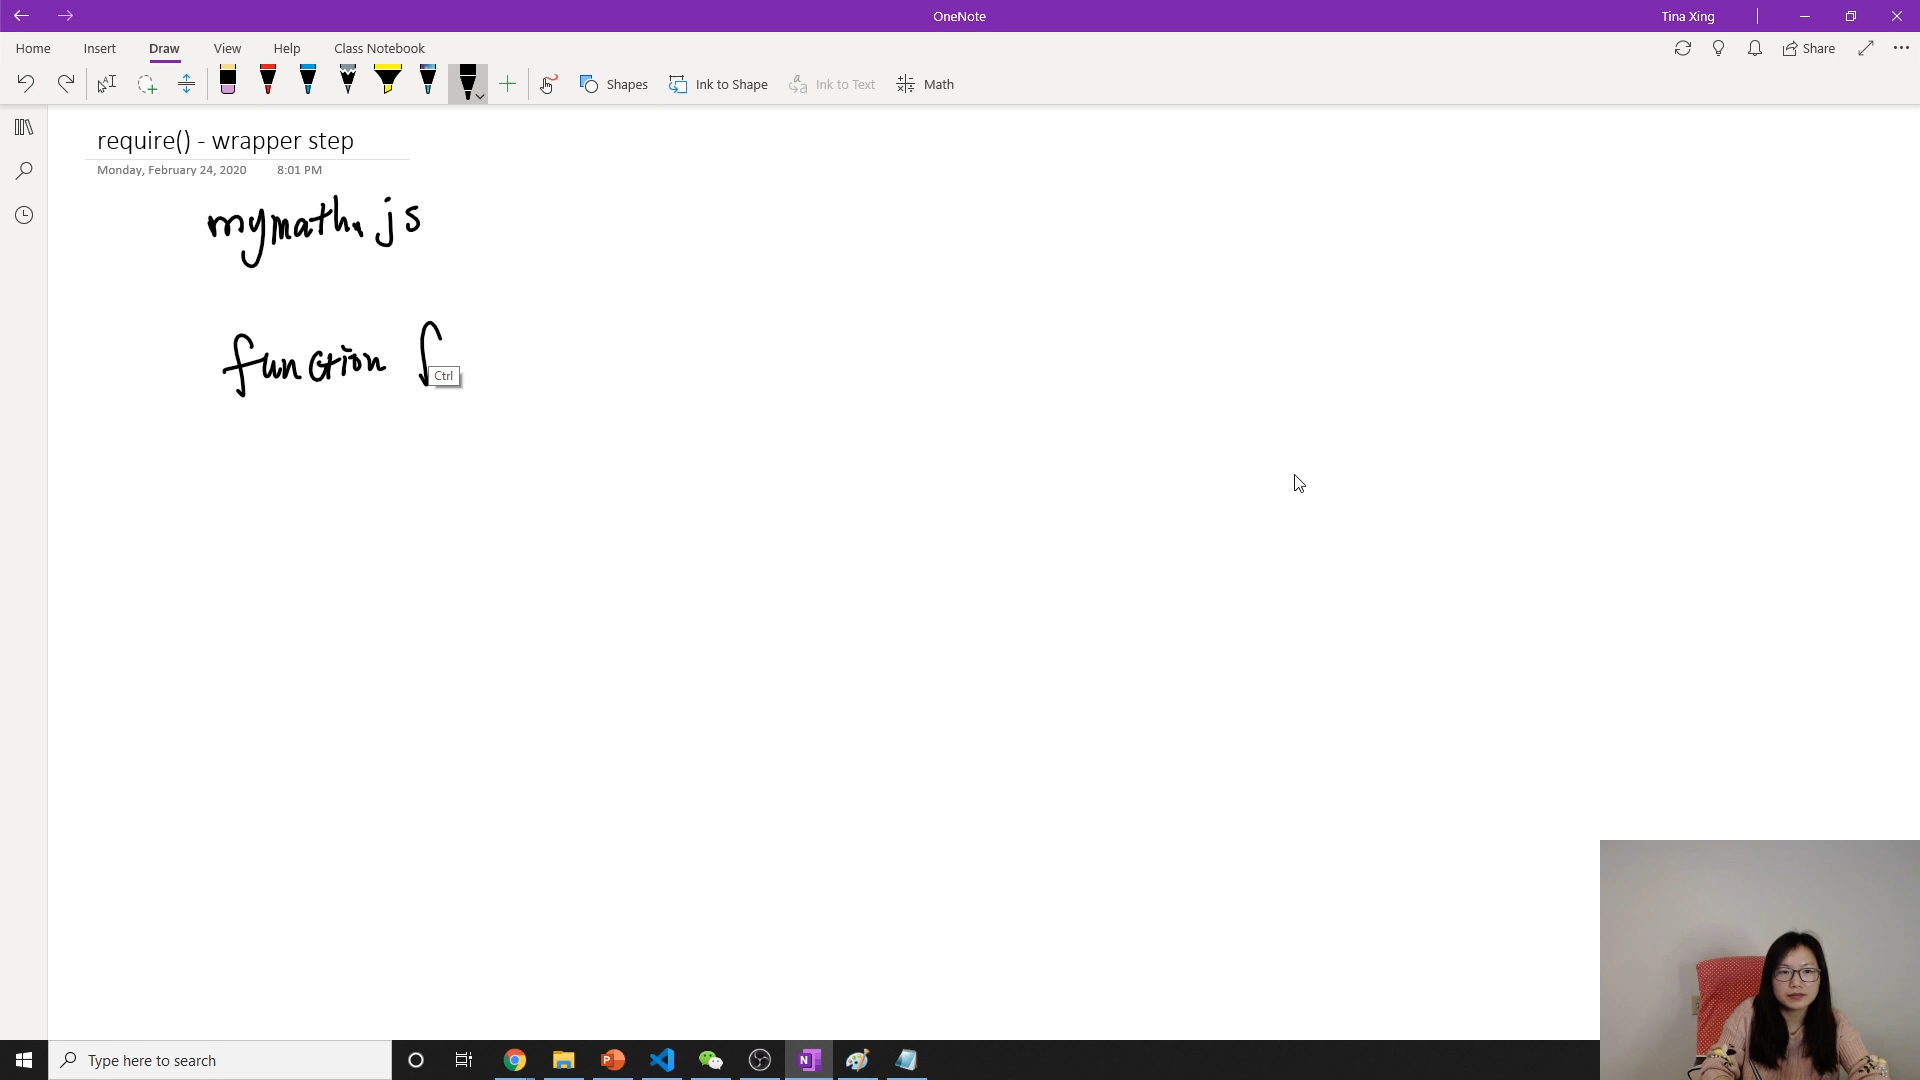 OneNote
Tina Xing
Home Insert Draw View Help Class Notebook
Share
Shapes Ink to Shape Ink to Text Math
require() - wrapper step
Monday, February 24, 2020 8:01 PM
mymath.js
function f
Ctrl
Type here to search